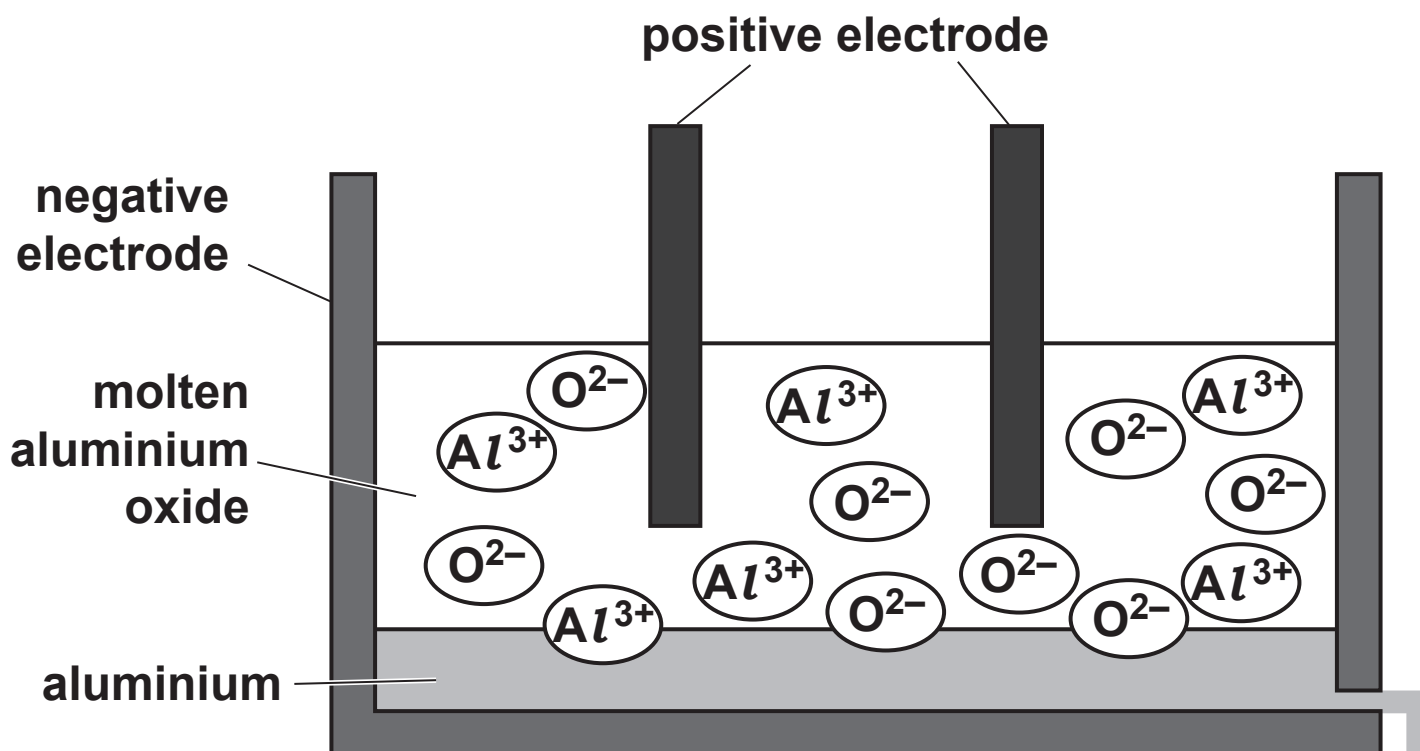 positive electrode
negative
electrode
molten
aluminium
oxide
aluminium
O²⁻
Al³⁺
Al³⁺
Al³⁺
O²⁻
O²⁻
O²⁻
O²⁻
Al³⁺
O²⁻
Al³⁺
Al³⁺
O²⁻
O²⁻